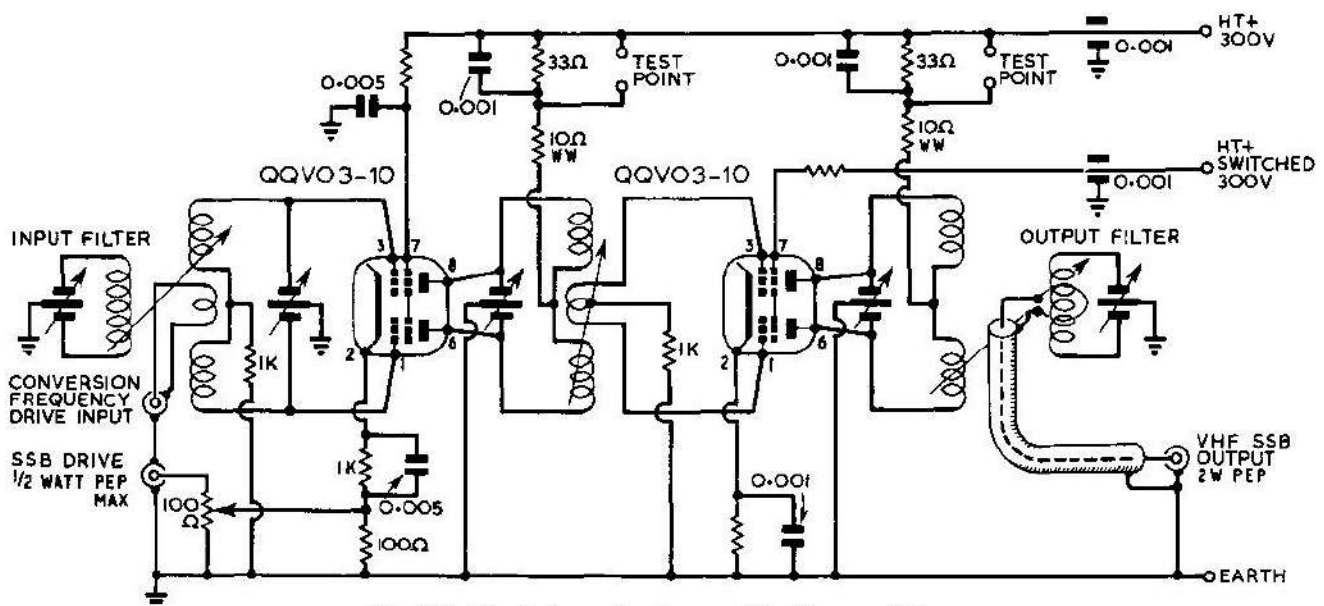 HT+
300V
0.001
33Ω
TEST
POINT
0.001
33Ω
TEST
POINT
0.001
0.005
10Ω
WW
10Ω
WW
HT+
SWITCHED
300V
0.001
QQVO3-10
QQVO3-10
INPUT FILTER
OUTPUT FILTER
3 7
8
6
2
1
3 7
8
6
2
1
1K
1K
CONVERSION
FREQUENCY
DRIVE INPUT
SSB DRIVE
1/2 WATT PEP
MAX
100
Ω
1K
0.005
100Ω
0.001
VHF SSB
OUTPUT
2W PEP
EARTH